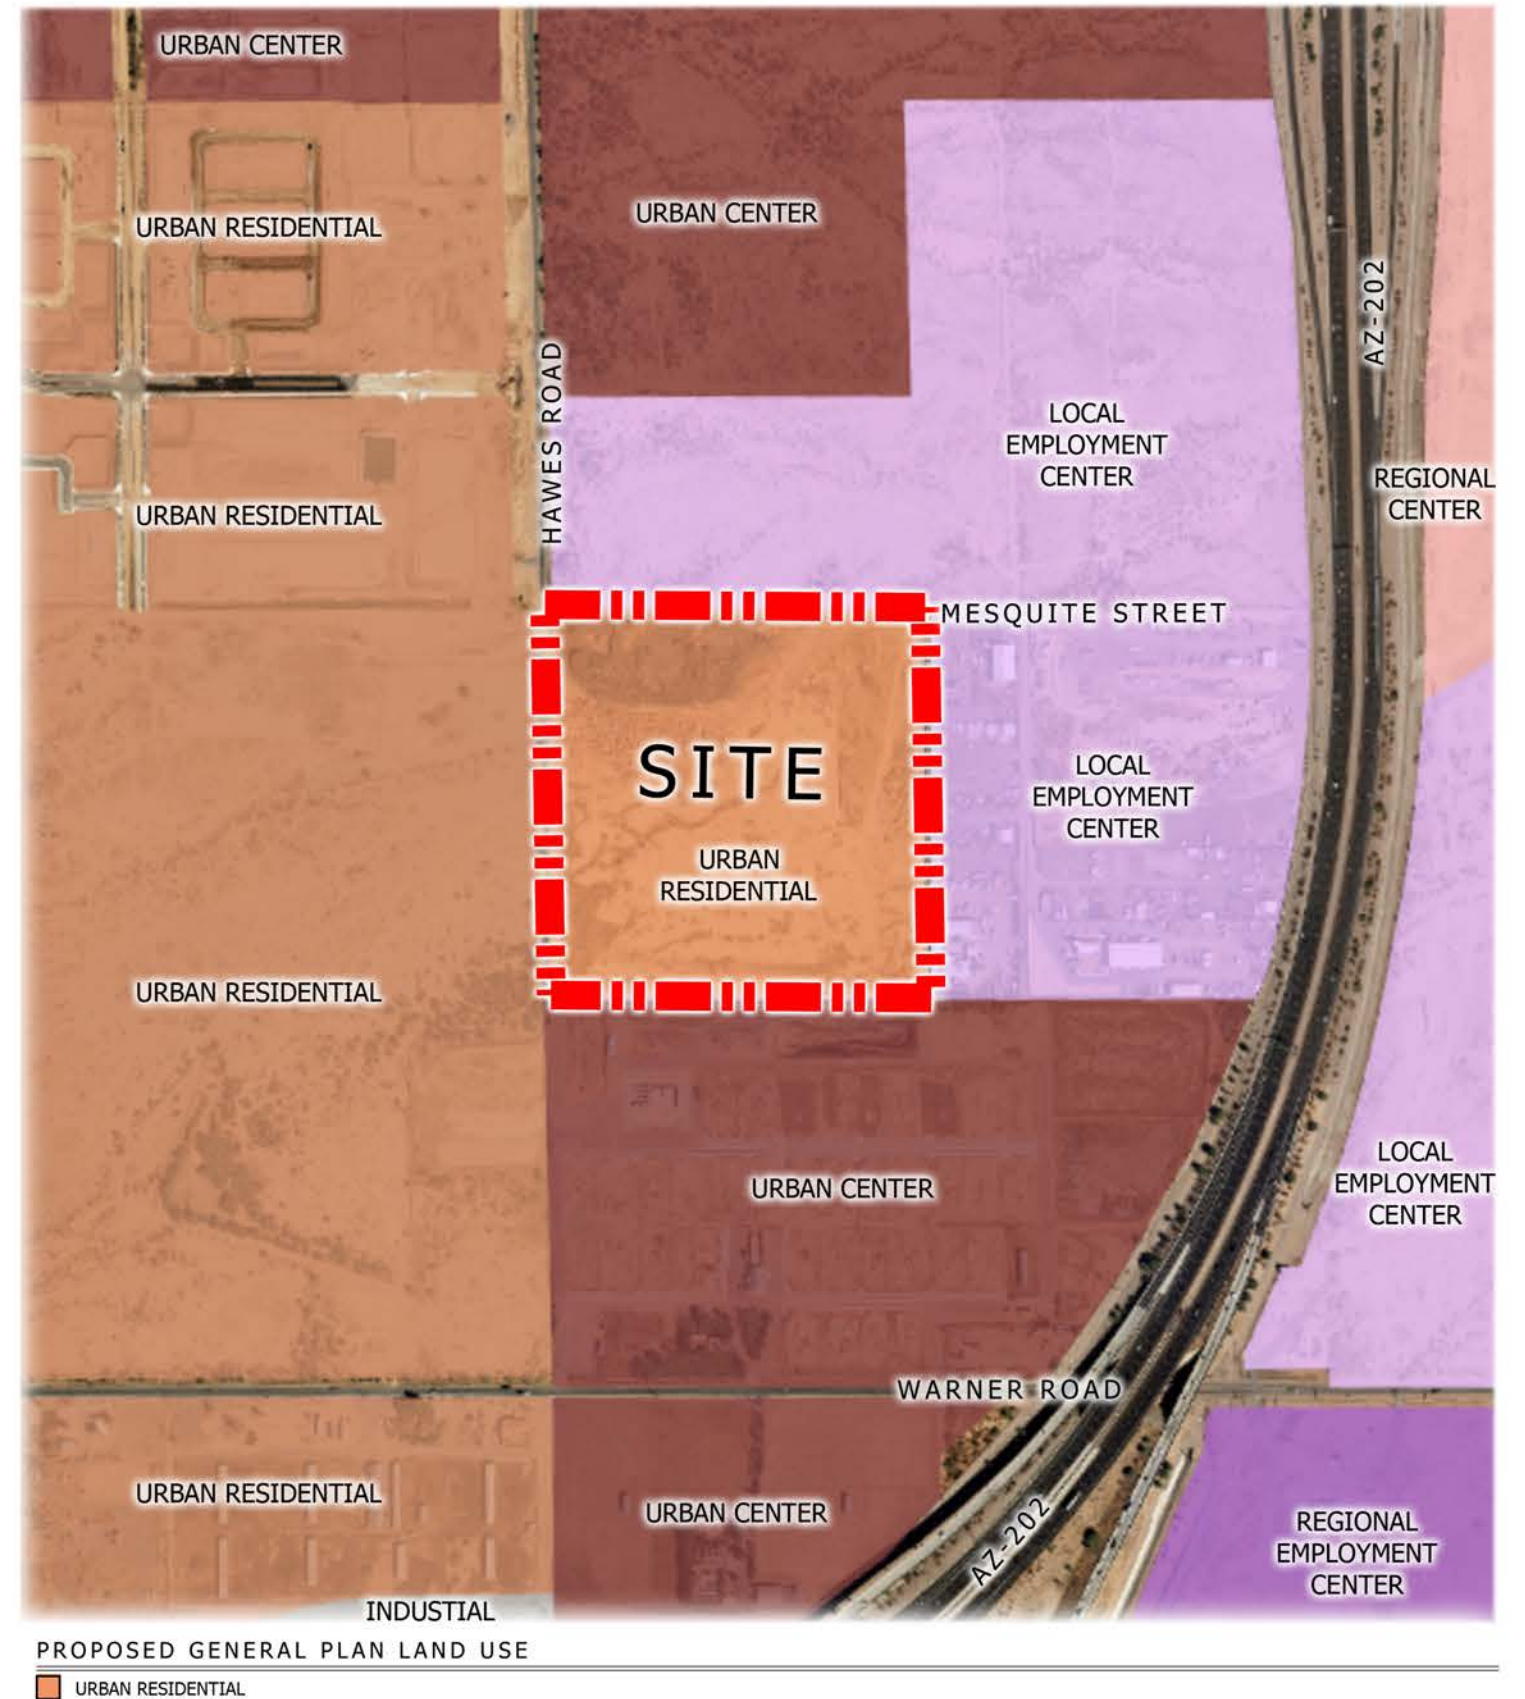 URBAN CENTER
URBAN RESIDENTIAL
URBAN CENTER
AZ-202
HAWES ROAD
LOCAL
EMPLOYMENT
CENTER
REGIONAL
CENTER
URBAN RESIDENTIAL
MESQUITE STREET
SITE
URBAN
RESIDENTIAL
LOCAL
EMPLOYMENT
CENTER
URBAN RESIDENTIAL
URBAN CENTER
LOCAL
EMPLOYMENT
CENTER
WARNER ROAD
URBAN RESIDENTIAL
URBAN CENTER
AZ-202
REGIONAL
EMPLOYMENT
CENTER
INDUSTIAL
PROPOSED GENERAL PLAN LAND USE
URBAN RESIDENTIAL